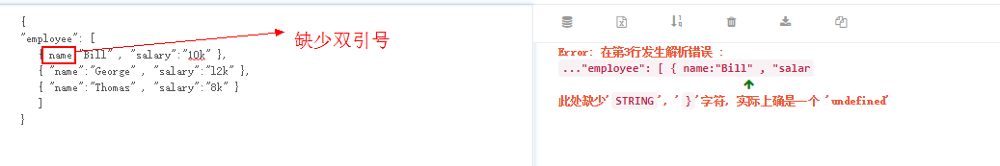 {
"employee": [
{ name:"Bill" , "salary":"10k" },
{ "name":"George" , "salary":"12k" },
{ "name":"Thomas" , "salary":"8k" }
]
}
缺少双引号
Error: 在第3行发生解析错误 :
..."employee": [ { name:"Bill" , "salar
此处缺少' STRING ', ' } '字符, 实际上确是一个 'undefined'